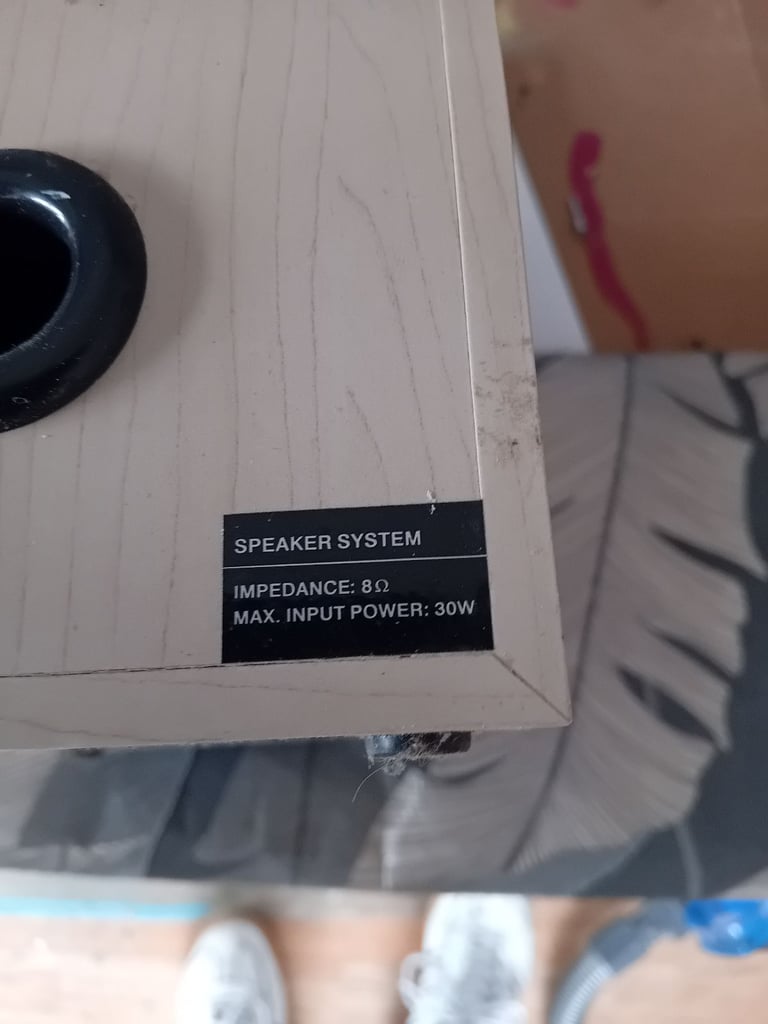 SPEAKER SYSTEM
IMPEDANCE: 8Ω
MAX. INPUT POWER: 30W